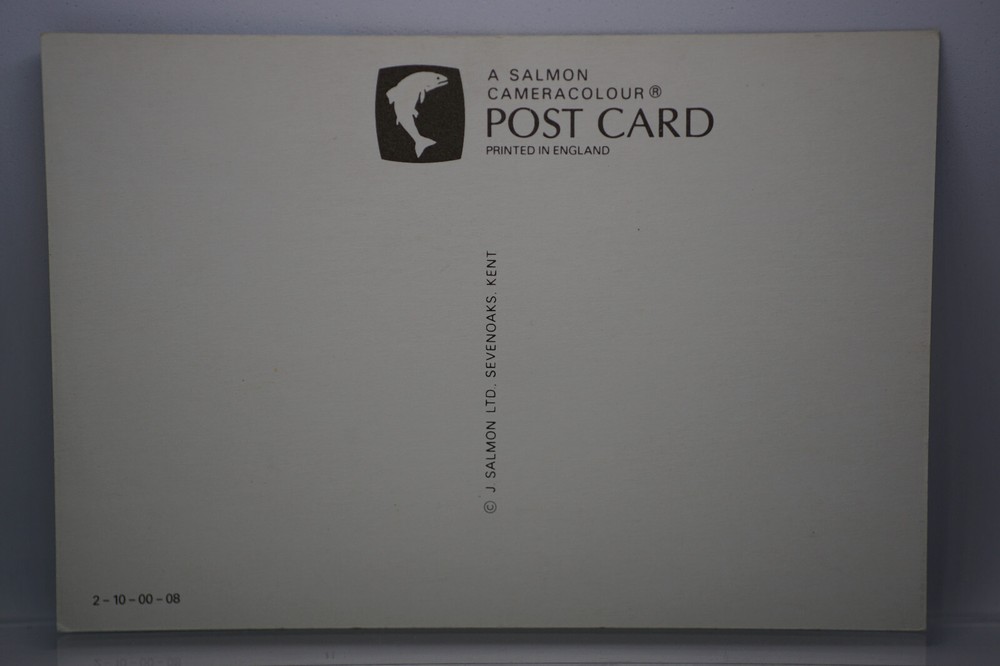 A SALMON
CAMERACOLOUR®
POST CARD
PRINTED IN ENGLAND
© J SALMON LTD. SEVENOAKS. KENT
2-10-00-08